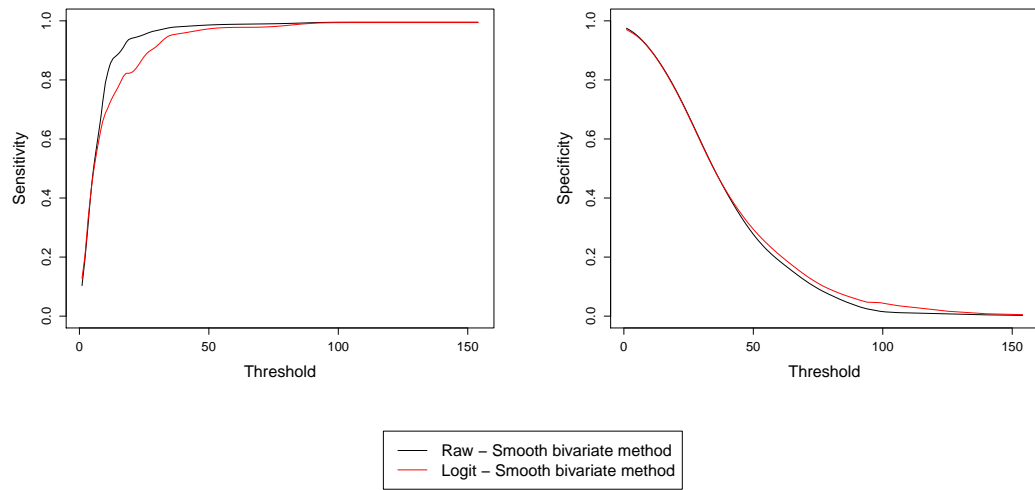 Sensitivity
0.0 0.2 0.4 0.6 0.8 1.0
0 50 100 150
Threshold
Specificity
0.0 0.2 0.4 0.6 0.8 1.0
0 50 100 150
Threshold
Raw − Smooth bivariate method
Logit − Smooth bivariate method